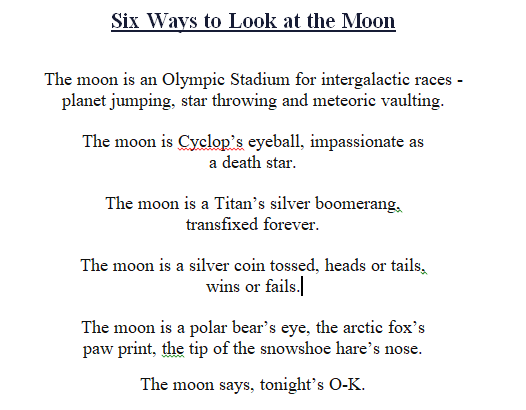 Six Ways to Look at the Moon
The moon is an Olympic Stadium for intergalactic races -
planet jumping, star throwing and meteoric vaulting.
The moon is Cyclop’s eyeball, impassionate as
a death star.
The moon is a Titan’s silver boomerang,
transfixed forever.
The moon is a silver coin tossed, heads or tails,
wins or fails.
The moon is a polar bear’s eye, the arctic fox’s
paw print, the tip of the snowshoe hare’s nose.
The moon says, tonight’s O-K.